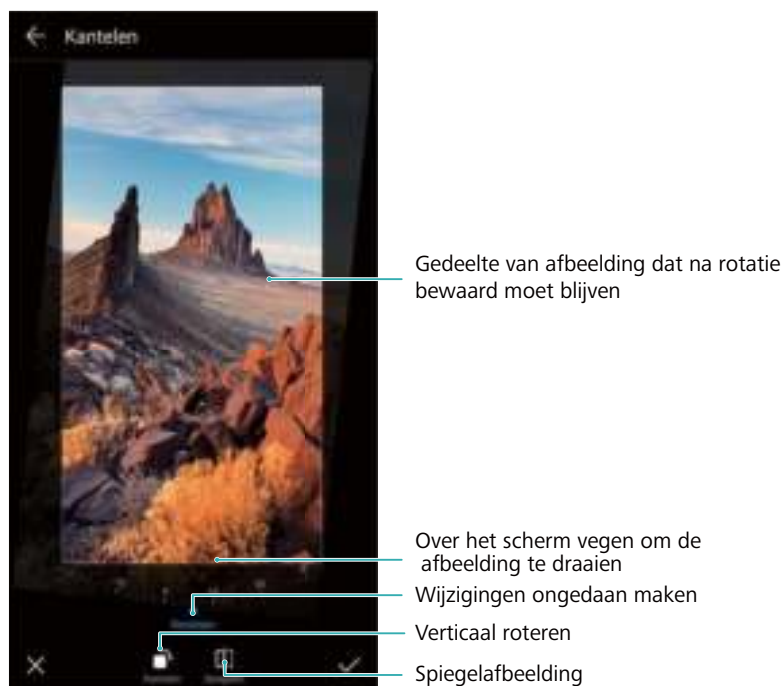 Kantelen
Gedeelte van afbeelding dat na rotatie
bewaard moet blijven
Over het scherm vegen om de
afbeelding te draaien
Wijzigingen ongedaan maken
Verticaal roteren
Spiegelafbeelding